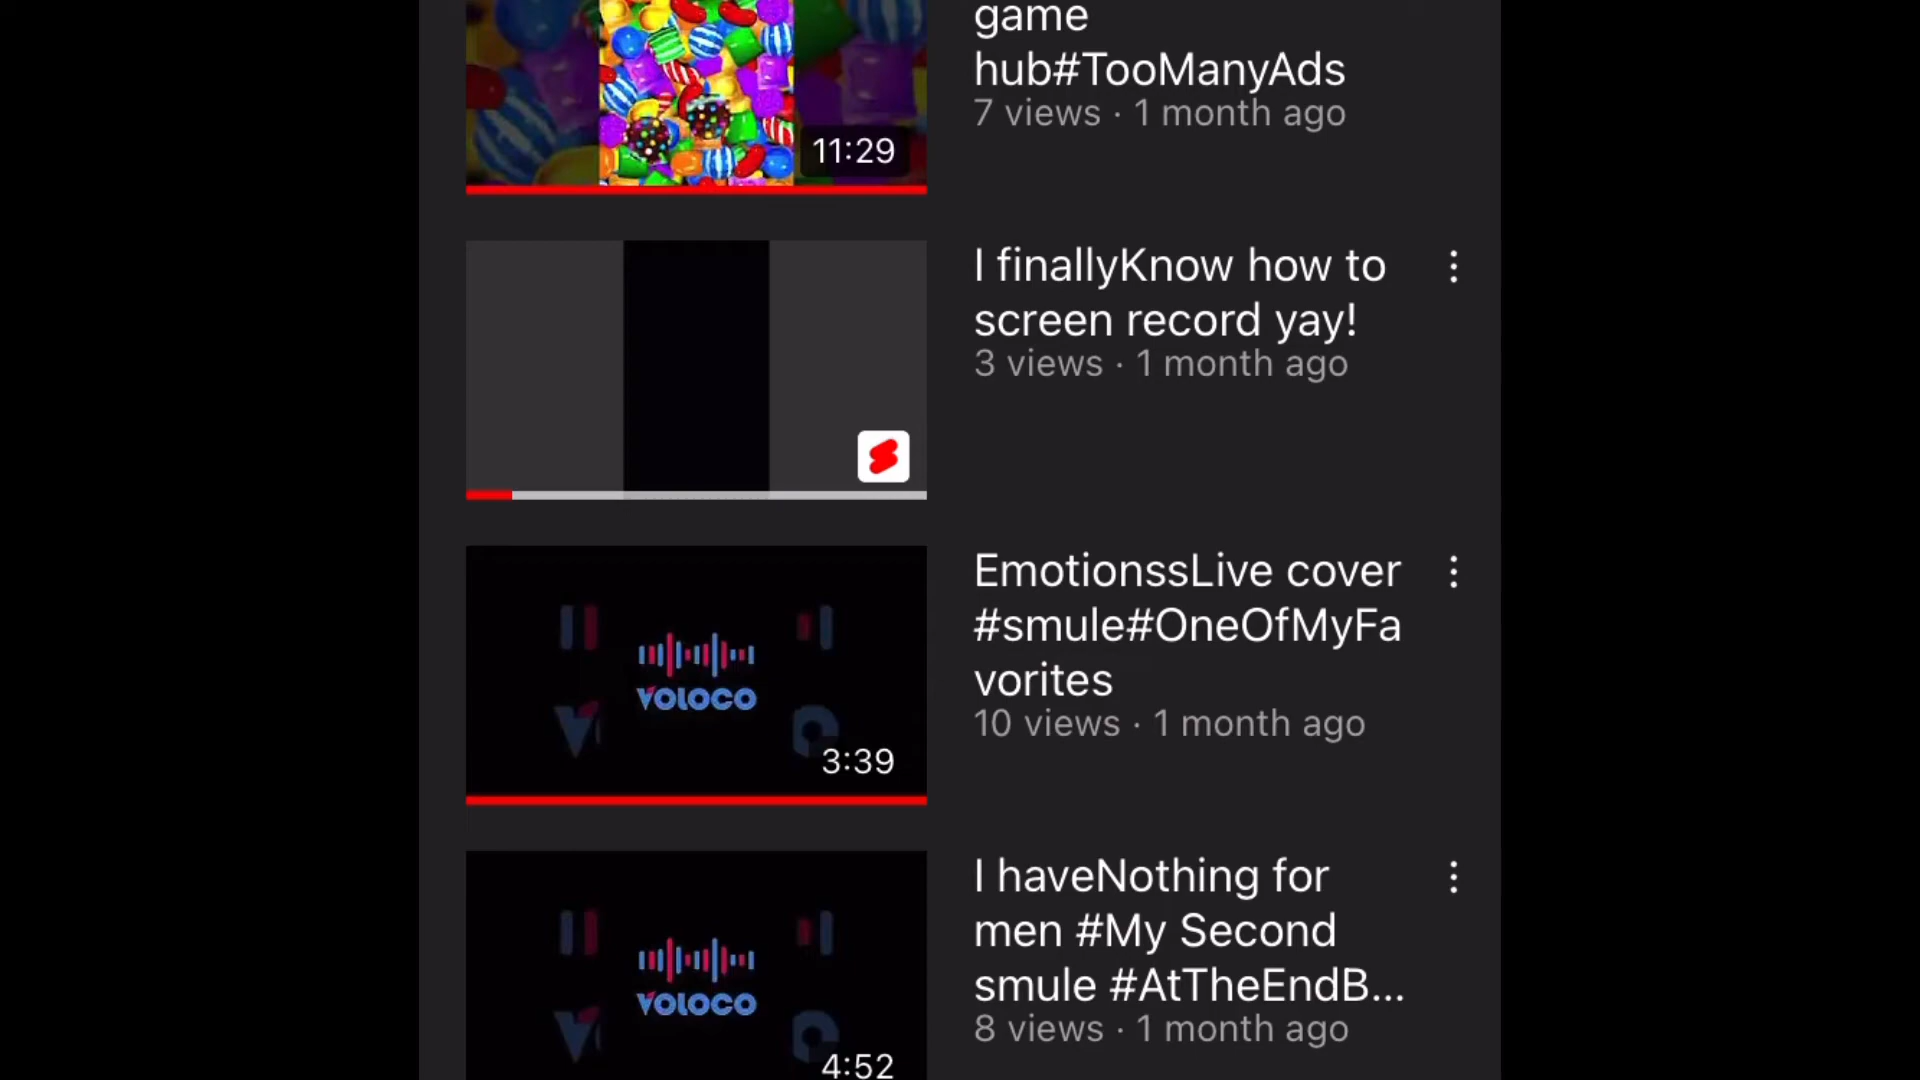 game
hub#TooManyAds
7 views · 1 month ago
11:29
I finallyKnow how to
screen record yay!
3 views · 1 month ago
EmotionssLive cover
#smule#OneOfMyFa
vorites
10 views · 1 month ago
VOLOCO
3:39
I haveNothing for
men #My Second
smule #AtTheEndB...
8 views · 1 month ago
VOLOCO
4:52